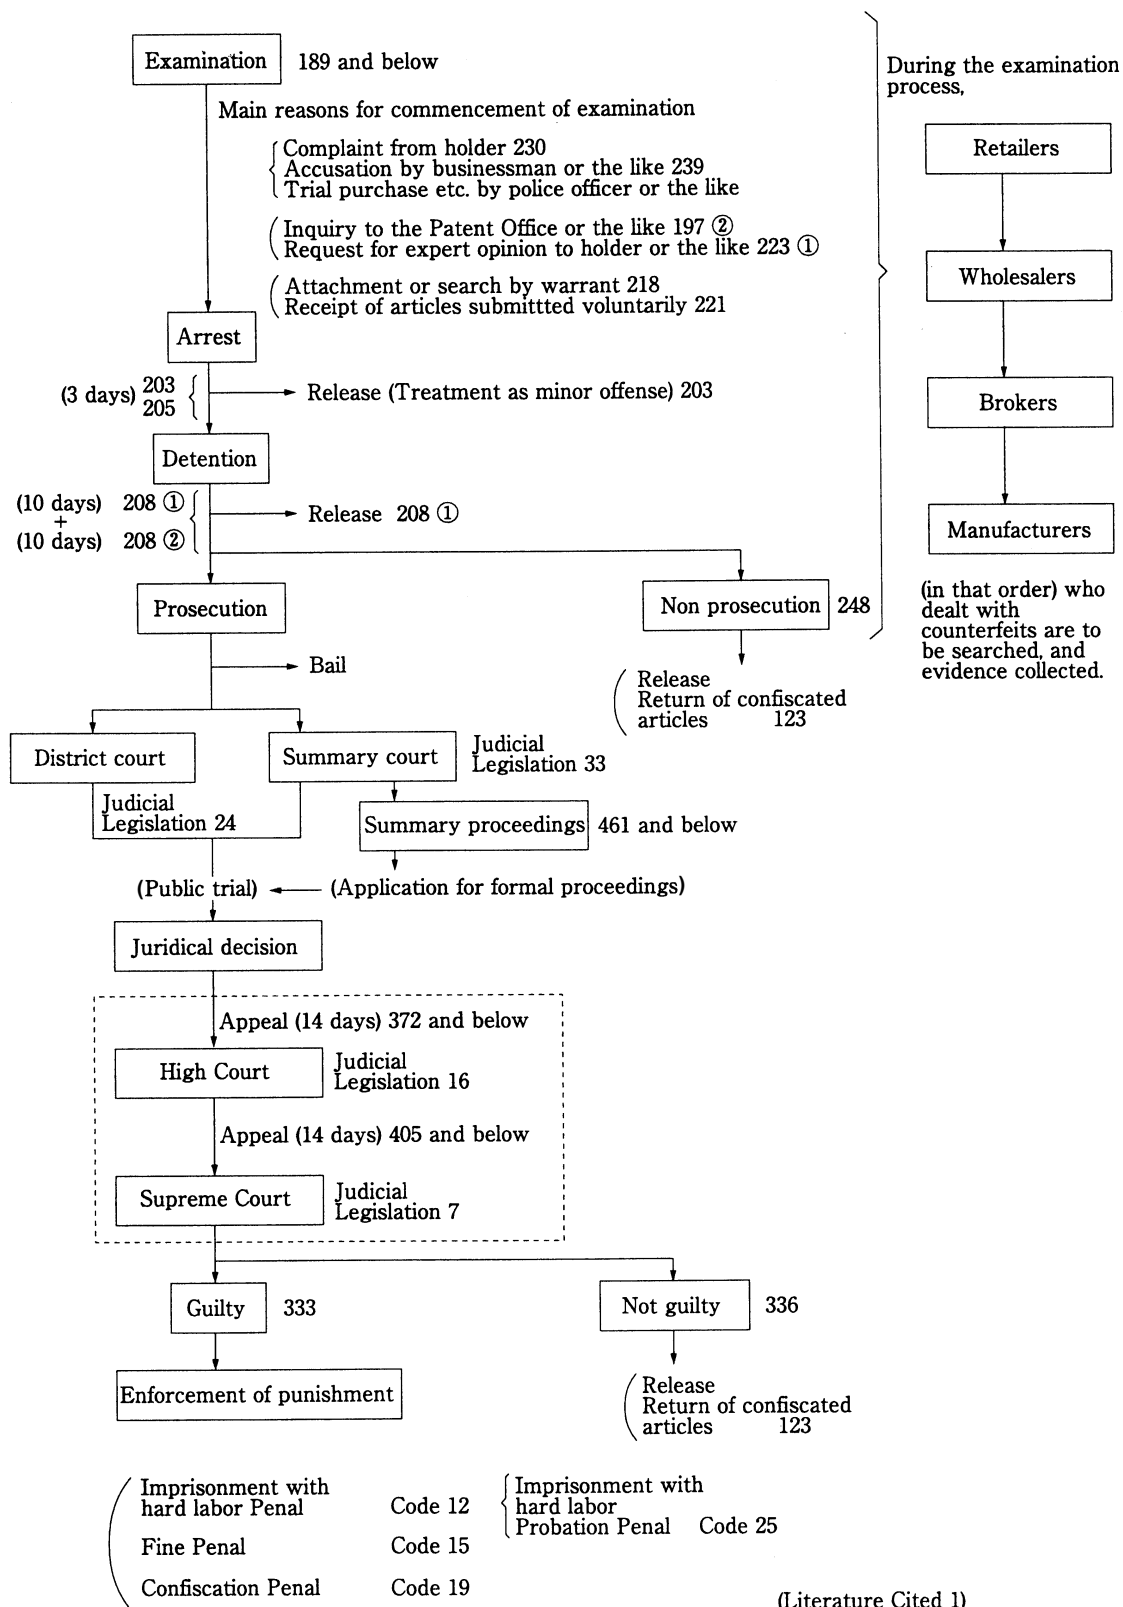 Examination 189 and below
Main reasons for commencement of examination
Complaint from holder 230
Accusation by businessman or the like 239
Trial purchase etc. by police officer or the like
Inquiry to the Patent Office or the like 197 ②
Request for expert opinion to holder or the like 223 ①
Attachment or search by warrant 218
Receipt of articles submittted voluntarily 221
Arrest
(3 days) 203
205
Release (Treatment as minor offense) 203
Detention
(10 days) 208 ①
+
(10 days) 208 ②
Release 208 ①
Prosecution
Non prosecution 248
Release
Return of confiscated
articles 123
Bail
District court
Judicial
Legislation 24
Summary court
Judicial
Legislation 33
Summary proceedings 461 and below
(Public trial)
(Application for formal proceedings)
Juridical decision
Appeal (14 days) 372 and below
High Court
Judicial
Legislation 16
Appeal (14 days) 405 and below
Supreme Court
Judicial
Legislation 7
Guilty 333
Not guilty 336
Enforcement of punishment
Release
Return of confiscated
articles 123
Imprisonment with
hard labor Penal Code 12
Imprisonment with
hard labor
Probation Penal Code 25
Fine Penal Code 15
Confiscation Penal Code 19
During the examination
process,
Retailers
Wholesalers
Brokers
Manufacturers
(in that order) who
dealt with
counterfeits are to
be searched, and
evidence collected.
(Literature Cited 1)